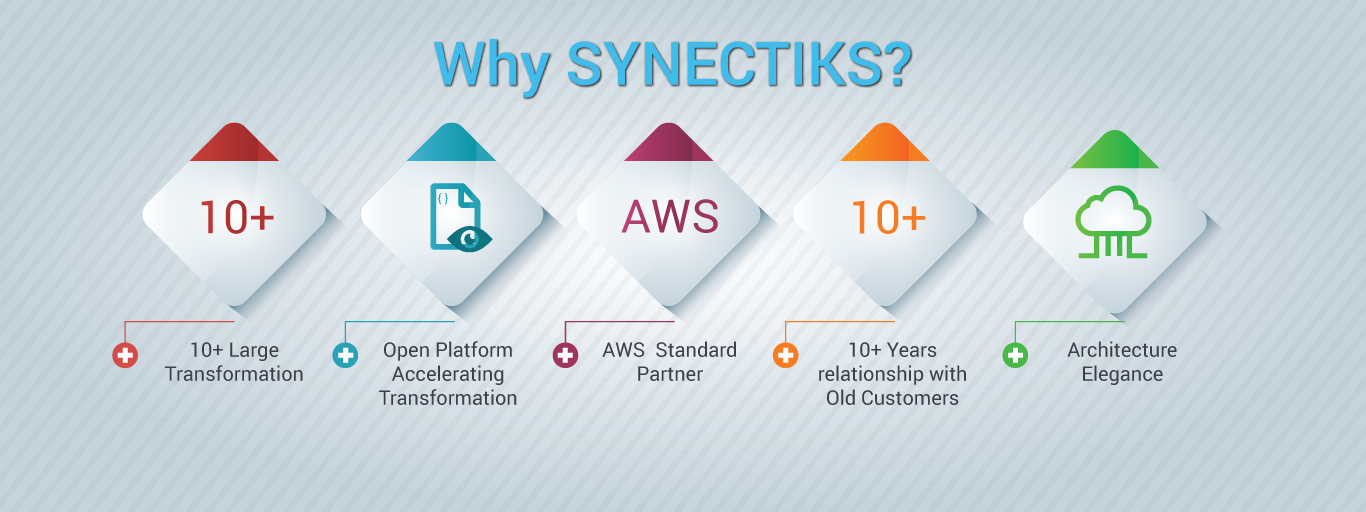 Why SYNECTIKS?
10+
{ }
AWS
10+
10+ Large
Transformation
Open Platform
Accelerating
Transformation
AWS  Standard
Partner
10+ Years
relationship with
Old Customers
Architecture
Elegance